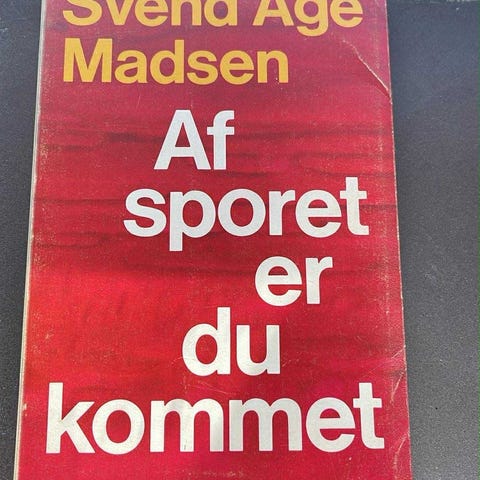 Svend Åge
Madsen
Af
sporet
er
du
kommet